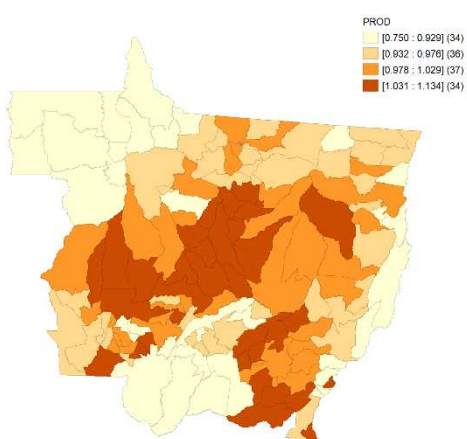 PROD
[0.750 : 0.929] (34)
[0.932 : 0.976] (36)
[0.978 : 1.029] (37)
[1.031 : 1.134] (34)